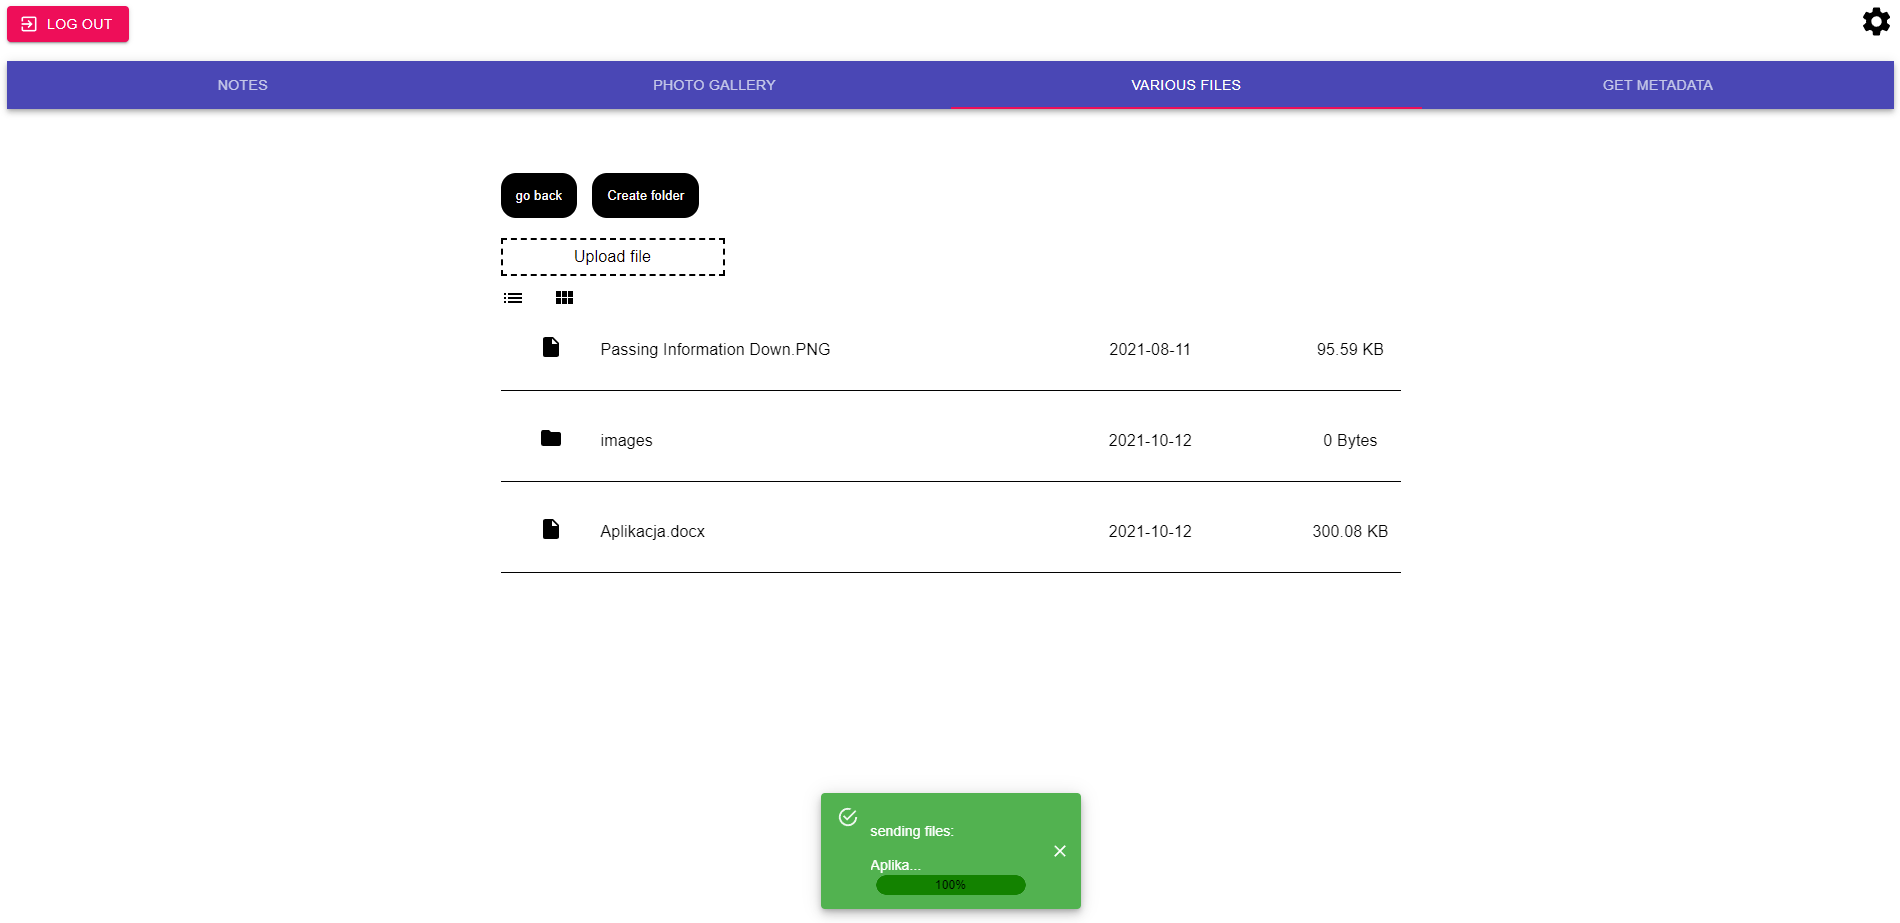 LOG OUT
NOTES PHOTO GALLERY VARIOUS FILES GET METADATA
go back Create folder
Upload file
Passing Information Down.PNG 2021-08-11 95.59 KB
images 2021-10-12 0 Bytes
Aplikacja.docx 2021-10-12 300.08 KB
sending files:
Aplika...
100%